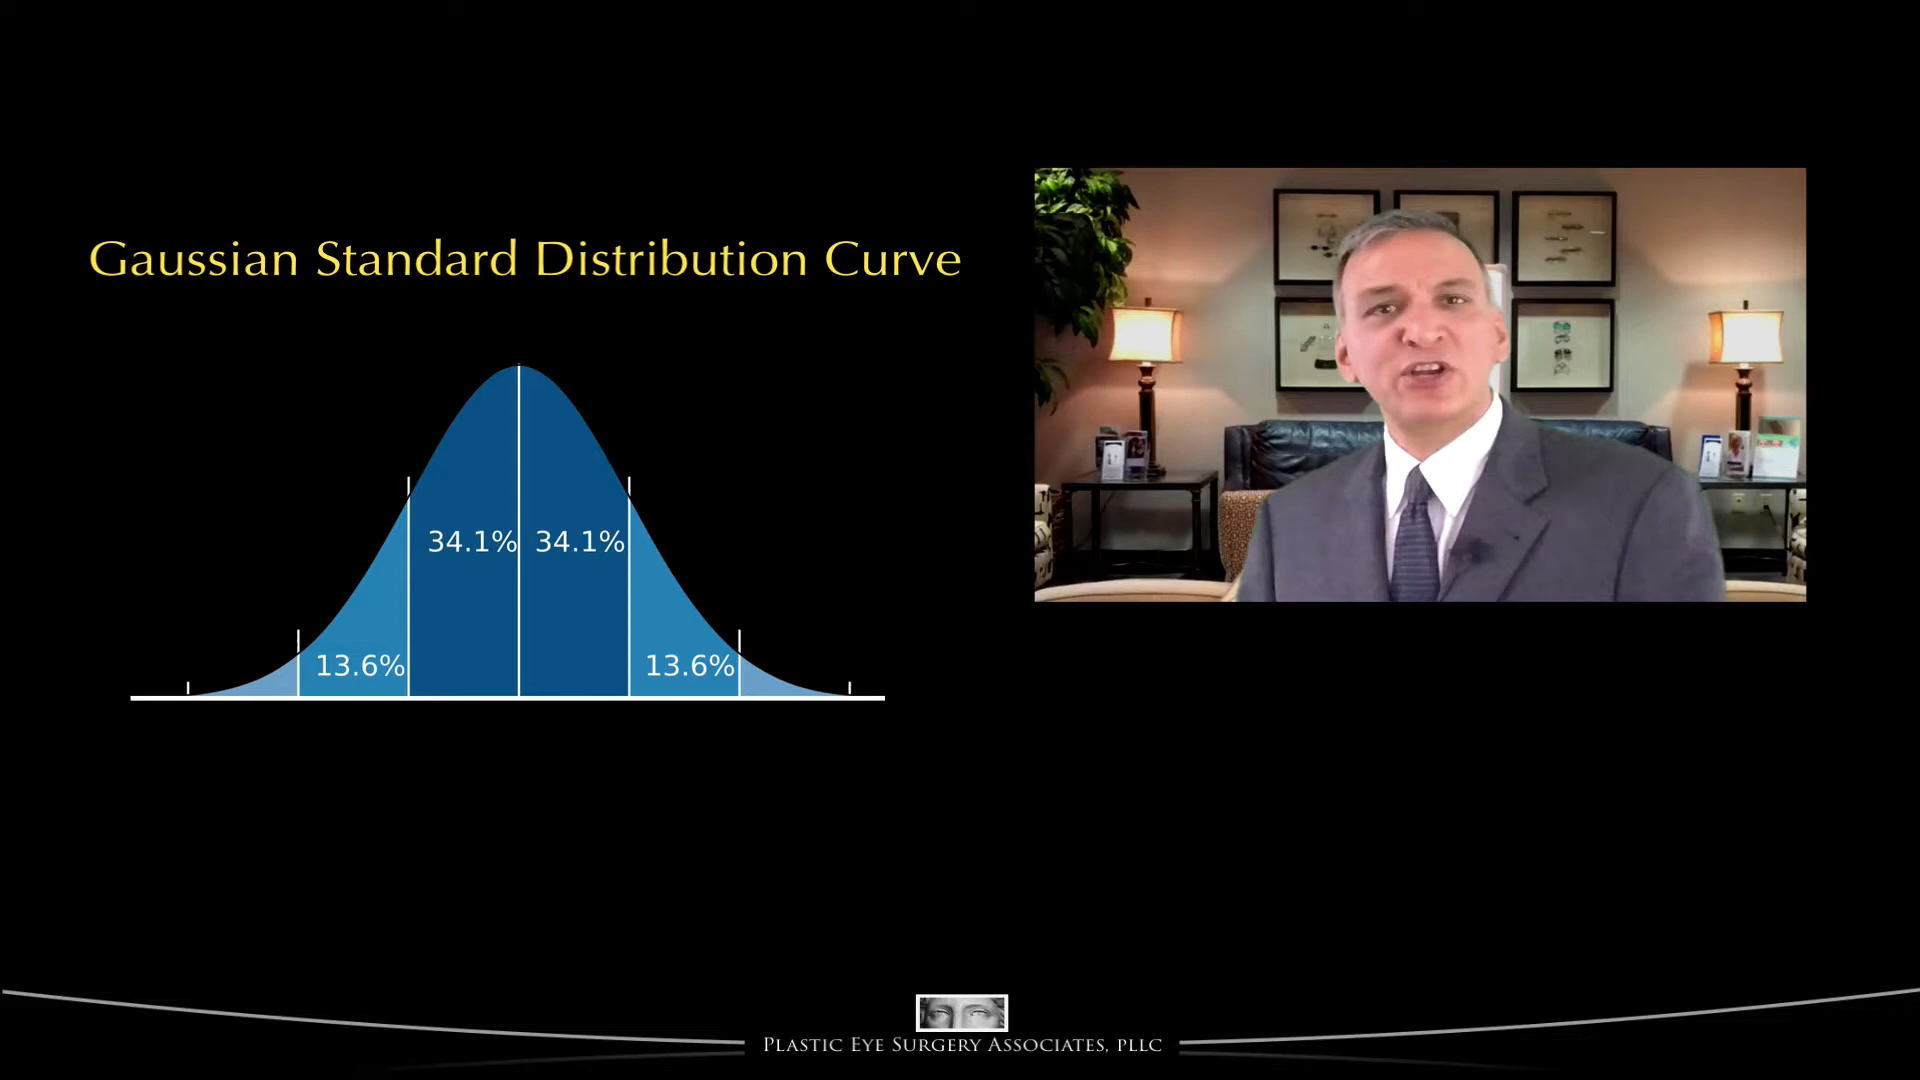 Gaussian Standard Distribution Curve
34.1% 34.1%
13.6% 13.6%
Plastic Eye Surgery Associates, pllc